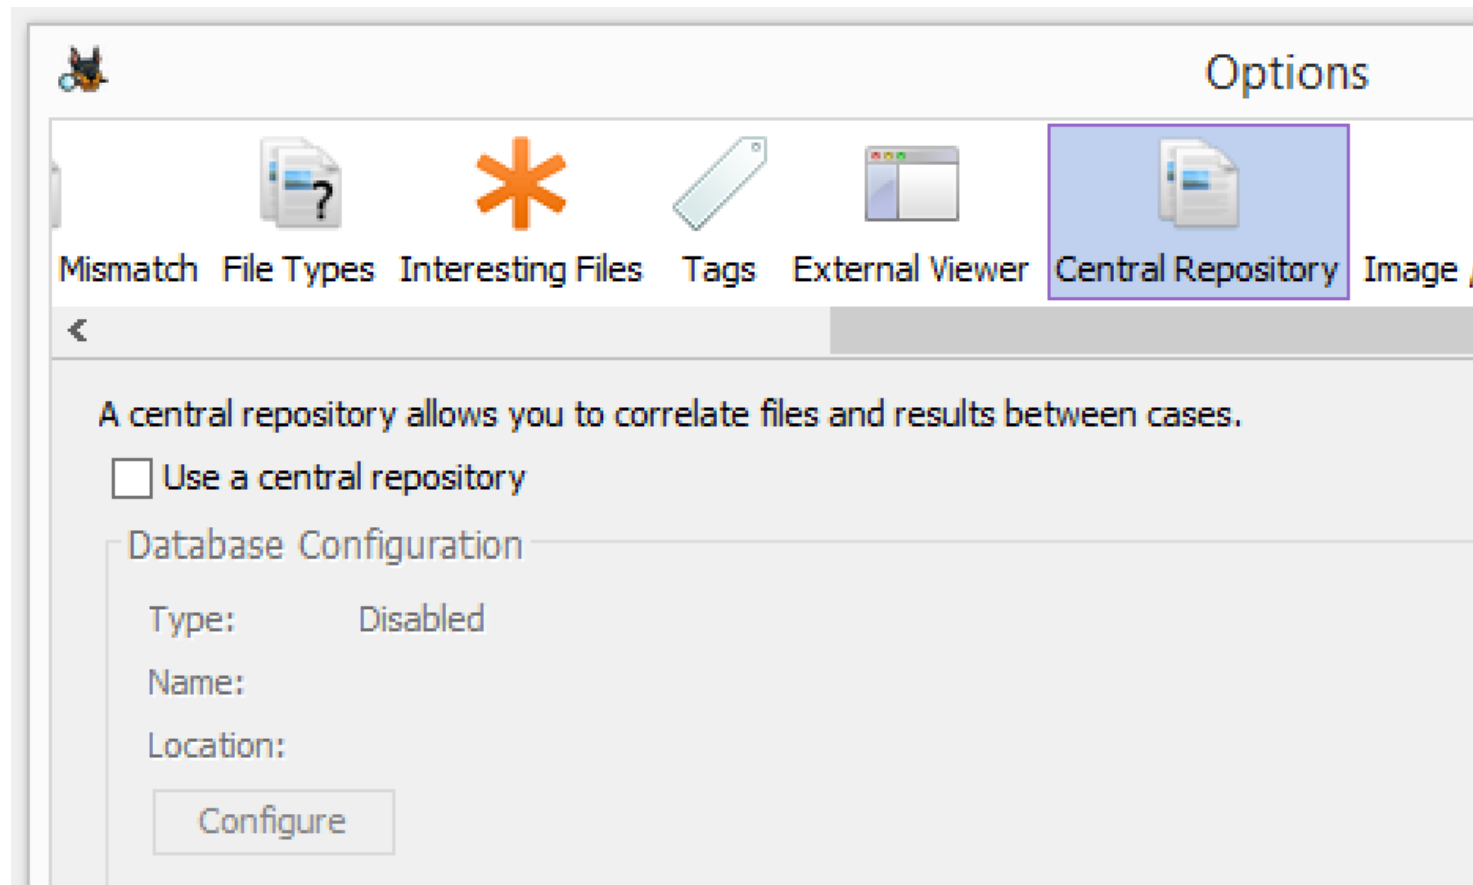 Options
Mismatch File Types Interesting Files Tags External Viewer Central Repository Image
A central repository allows you to correlate files and results between cases.
Use a central repository
Database Configuration
Type: Disabled
Name:
Location:
Configure